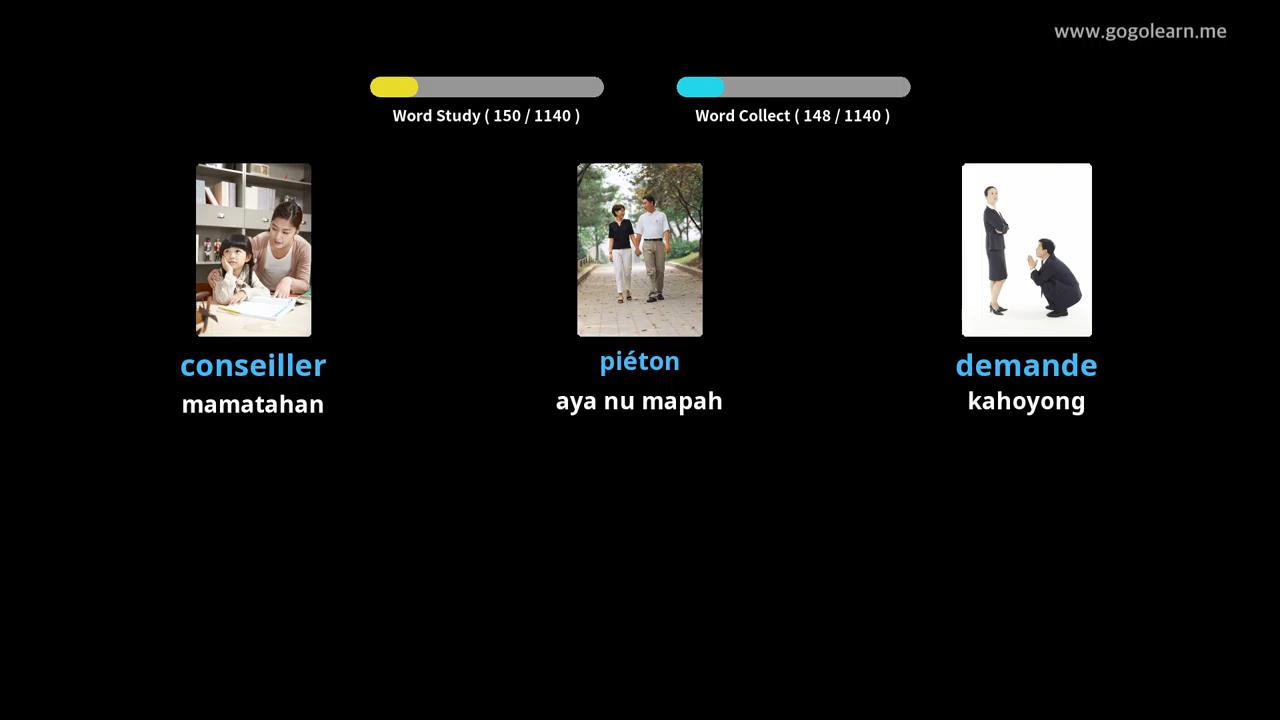 www.gogolearn.me
Word Study ( 150 / 1140 )
Word Collect ( 148 / 1140 )
conseiller
mamatahan
piéton
aya nu mapah
demande
kahoyong